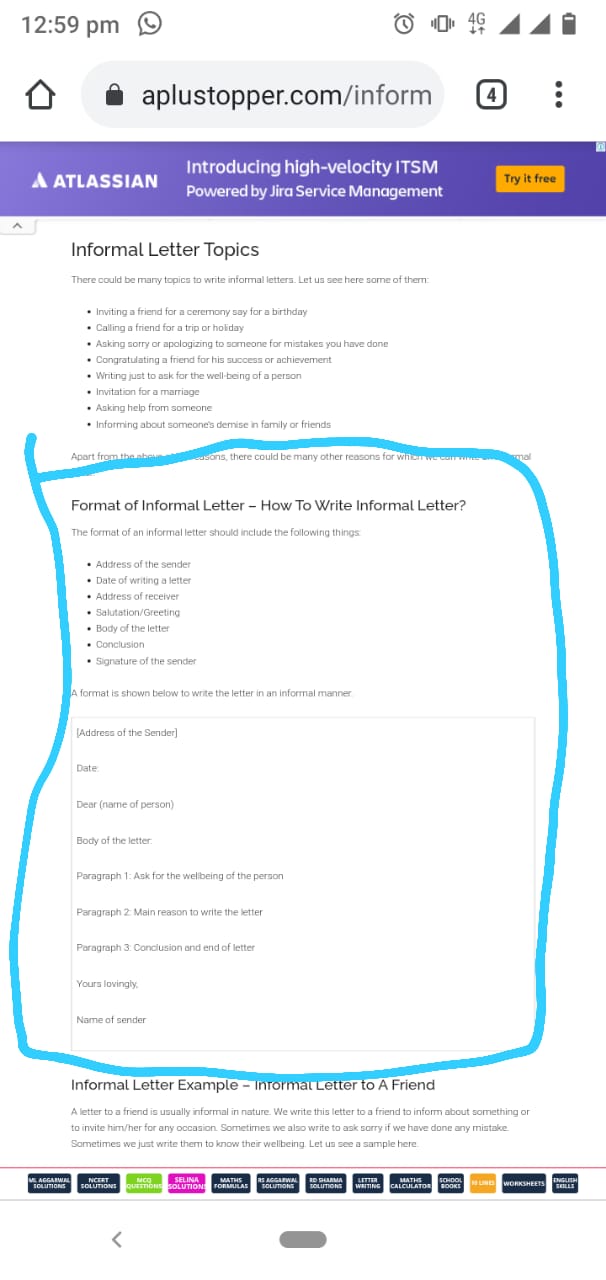 12:59 pm
4G
aplustopper.com/inform
4
ATLASSIAN
Introducing high-velocity ITSM
Powered by Jira Service Management
Try it free
Informal Letter Topics
There could be many topics to write informal letters. Let us see here some of them:
• Inviting a friend for a ceremony say for a birthday
• Calling a friend for a trip or holiday
• Asking sorry or apologizing to someone for mistakes you have done
• Congratulating a friend for his success or achievement
• Writing just to ask for the well-being of a person
• Invitation for a marriage
• Asking help from someone
• Informing about someone's demise in family or friends
Apart from the above, there could be many other reasons for which we can write
Format of Informal Letter – How To Write Informal Letter?
The format of an informal letter should include the following things:
• Address of the sender
• Date of writing a letter
• Address of receiver
• Salutation/Greeting
• Body of the letter
• Conclusion
• Signature of the sender
A format is shown below to write the letter in an informal manner.
[Address of the Sender]
Date:
Dear (name of person)
Body of the letter:
Paragraph 1: Ask for the wellbeing of the person
Paragraph 2: Main reason to write the letter
Paragraph 3: Conclusion and end of letter
Yours lovingly,
Name of sender
Informal Letter Example – Informal Letter to A Friend
A letter to a friend is usually informal in nature. We write this letter to a friend to inform about something or
to invite him/her for any occasion. Sometimes we also write to ask sorry if we have done any mistake.
Sometimes we just write them to know their wellbeing. Let us see a sample here.
ML AGGARWAL SOLUTIONS
NCERT SOLUTIONS
MCQ QUESTIONS
SELINA SOLUTIONS
MATHS FORMULAS
RS AGGARWAL SOLUTIONS
RD SHARMA SOLUTIONS
LETTER WRITING
MATHS CALCULATOR
SCHOOL BOOKS
10 LINES
WORKSHEETS
ENGLISH SKILLS